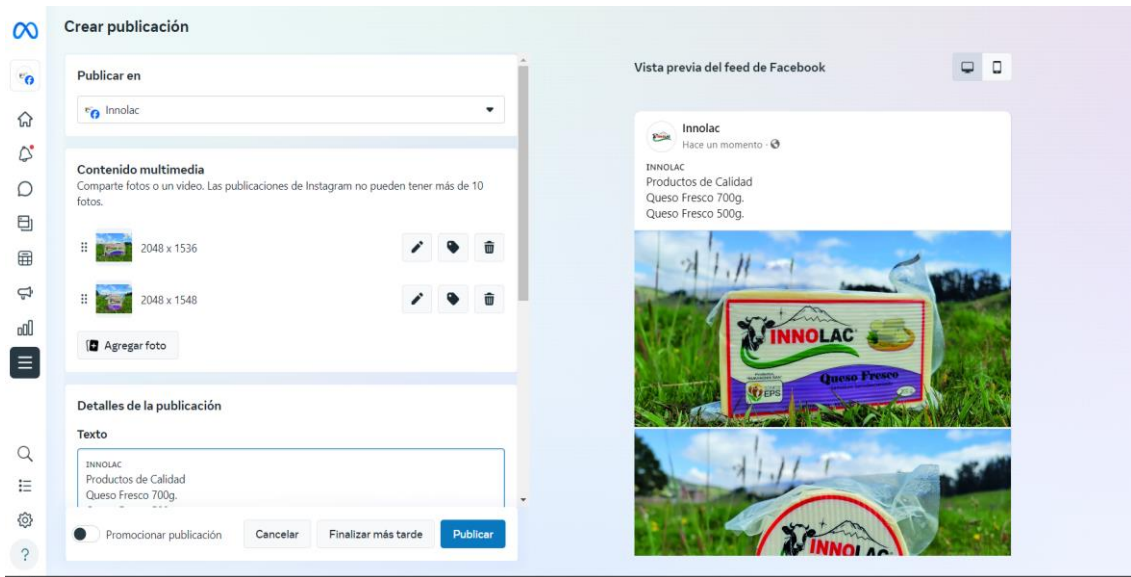 Crear publicación
Publicar en
Innolac
Contenido multimedia
Comparte fotos o un video. Las publicaciones de Instagram no pueden tener más de 10
fotos.
2048 x 1536
2048 x 1548
Agregar foto
Detalles de la publicación
Texto
INNOLAC
Productos de Calidad
Queso Fresco 700g.
Promocionar publicación
Cancelar
Finalizar más tarde
Publicar
?
Vista previa del feed de Facebook
Innolac
Hace un momento ·
INNOLAC
Productos de Calidad
Queso Fresco 700g.
Queso Fresco 500g.
INNOLAC
Queso Fresco
EPS
INNOLAC